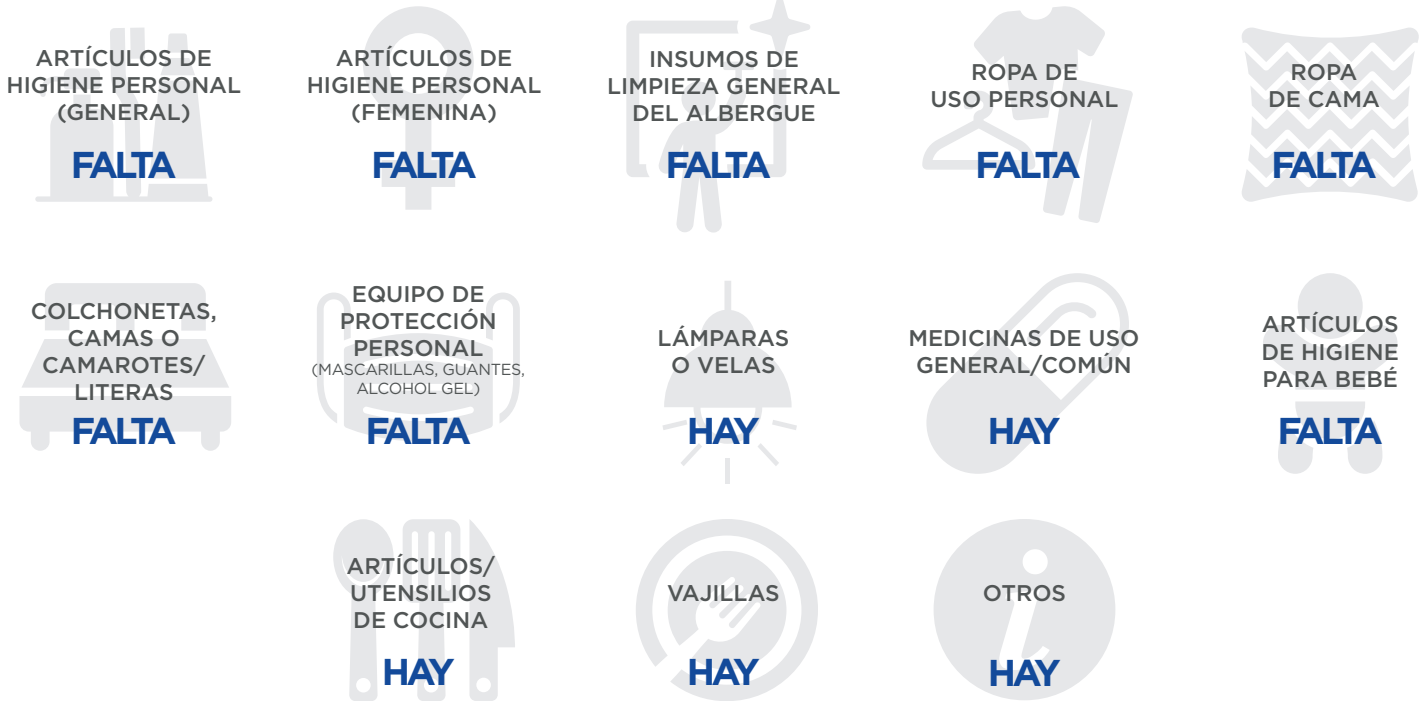 ARTÍCULOS DE
HIGIENE PERSONAL
(GENERAL)
FALTA
ARTÍCULOS DE
HIGIENE PERSONAL
(FEMENINA)
FALTA
INSUMOS DE
LIMPIEZA GENERAL
DEL ALBERGUE
FALTA
ROPA DE
USO PERSONAL
FALTA
ROPA
DE CAMA
FALTA
COLCHONETAS,
CAMAS O
CAMAROTES/
LITERAS
FALTA
EQUIPO DE
PROTECCIÓN
PERSONAL
(MASCARILLAS, GUANTES,
ALCOHOL GEL)
FALTA
LÁMPARAS
O VELAS
HAY
MEDICINAS DE USO
GENERAL/COMÚN
HAY
ARTÍCULOS
DE HIGIENE
PARA BEBÉ
FALTA
ARTÍCULOS/
UTENSILIOS
DE COCINA
HAY
VAJILLAS
HAY
OTROS
HAY